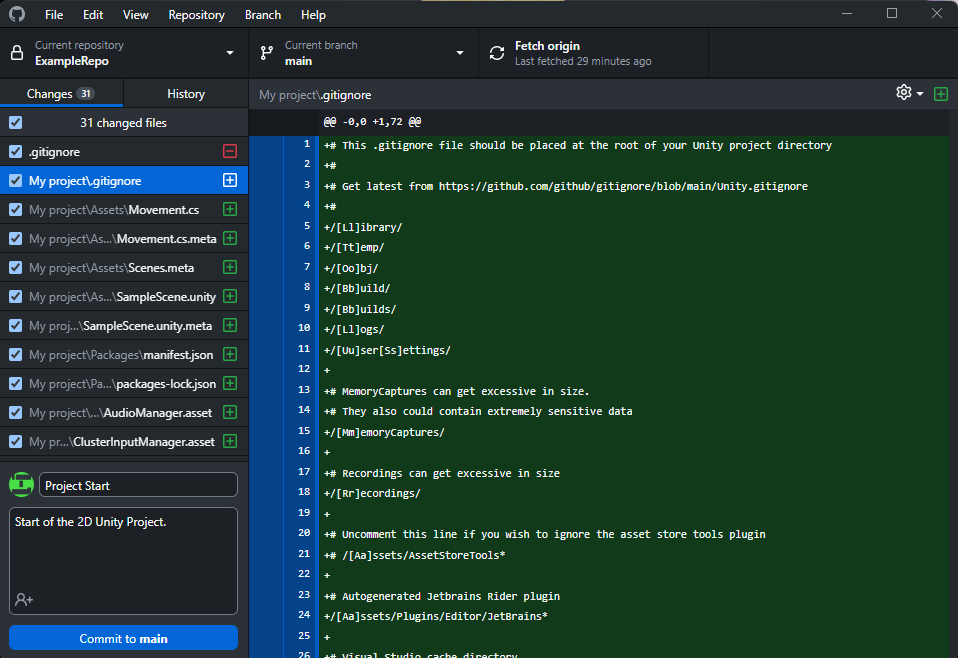 File Edit View Repository Branch Help
Current repository
ExampleRepo
Current branch
main
Fetch origin
Last fetched 29 minutes ago
Changes 31 History
31 changed files
.gitignore
My project\.gitignore
My project\Assets\Movement.cs
My project\As...\Movement.cs.meta
My project\Assets\Scenes.meta
My project\As...\SampleScene.unity
My proj...\SampleScene.unity.meta
My project\Packages\manifest.json
My project\Pa...\packages-lock.json
My project\...\AudioManager.asset
My pr...\ClusterInputManager.asset
Project Start
Start of the 2D Unity Project.
Commit to main
My project\.gitignore
@@ -0,0 +1,72 @@
1 +# This .gitignore file should be placed at the root of your Unity project directory
2 +#
3 +# Get latest from https://github.com/github/gitignore/blob/main/Unity.gitignore
4 +#
5 +/[Ll]ibrary/
6 +/[Tt]emp/
7 +/[Oo]bj/
8 +/[Bb]uild/
9 +/[Bb]uilds/
10 +/[Ll]ogs/
11 +/[Uu]ser[Ss]ettings/
12 +
13 +# MemoryCaptures can get excessive in size.
14 +# They also could contain extremely sensitive data
15 +/[Mm]emoryCaptures/
16 +
17 +# Recordings can get excessive in size
18 +/[Rr]ecordings/
19 +
20 +# Uncomment this line if you wish to ignore the asset store tools plugin
21 +# /[Aa]ssets/AssetStoreTools*
22 +
23 +# Autogenerated Jetbrains Rider plugin
24 +/[Aa]ssets/Plugins/Editor/JetBrains*
25 +
26 +# Visual Studio cache directory